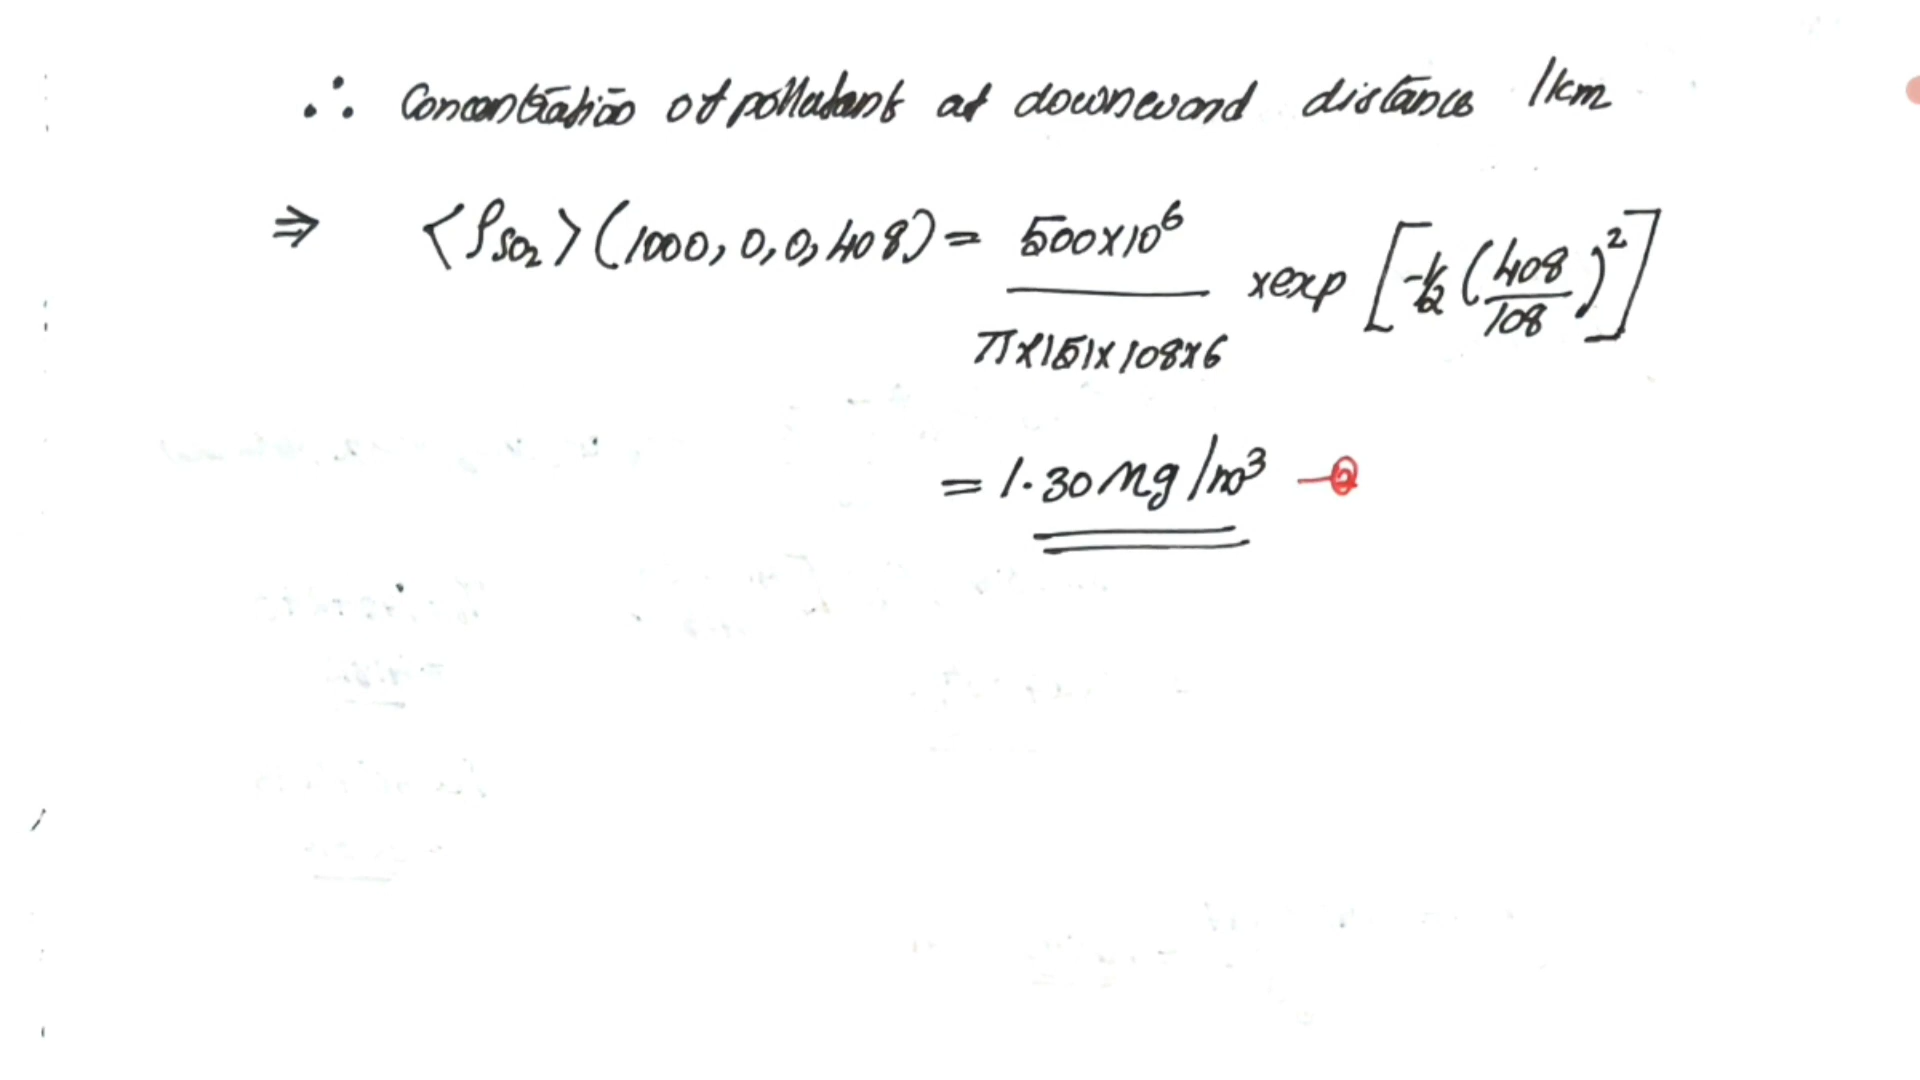 ∴ Concentration of pollutant at downward distance 1km
⇒ ⟨ρSO₂⟩(1000, 0, 0, 408) = 500×10⁶ / π×151×108×6 × exp [-1/2 (408/108)²]
= 1.30 Mg/m³